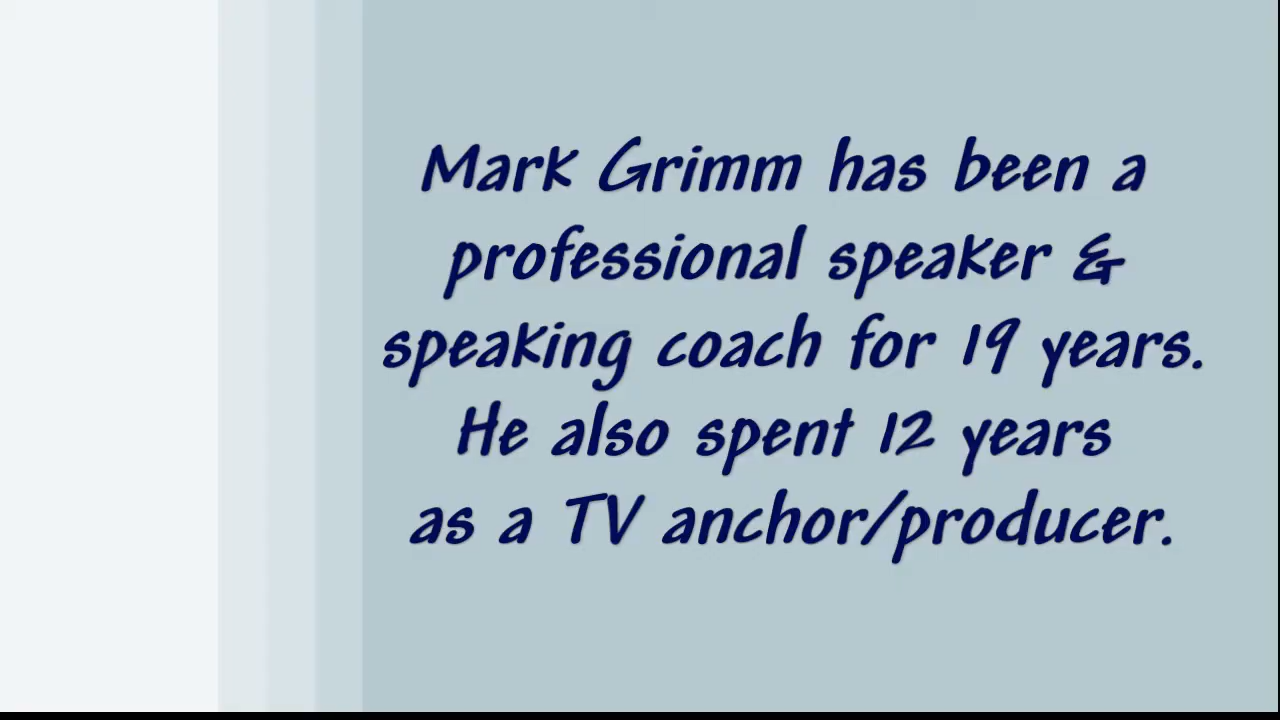 Mark Grimm has been a
professional speaker &
speaking coach for 19 years.
He also spent 12 years
as a TV anchor/producer.